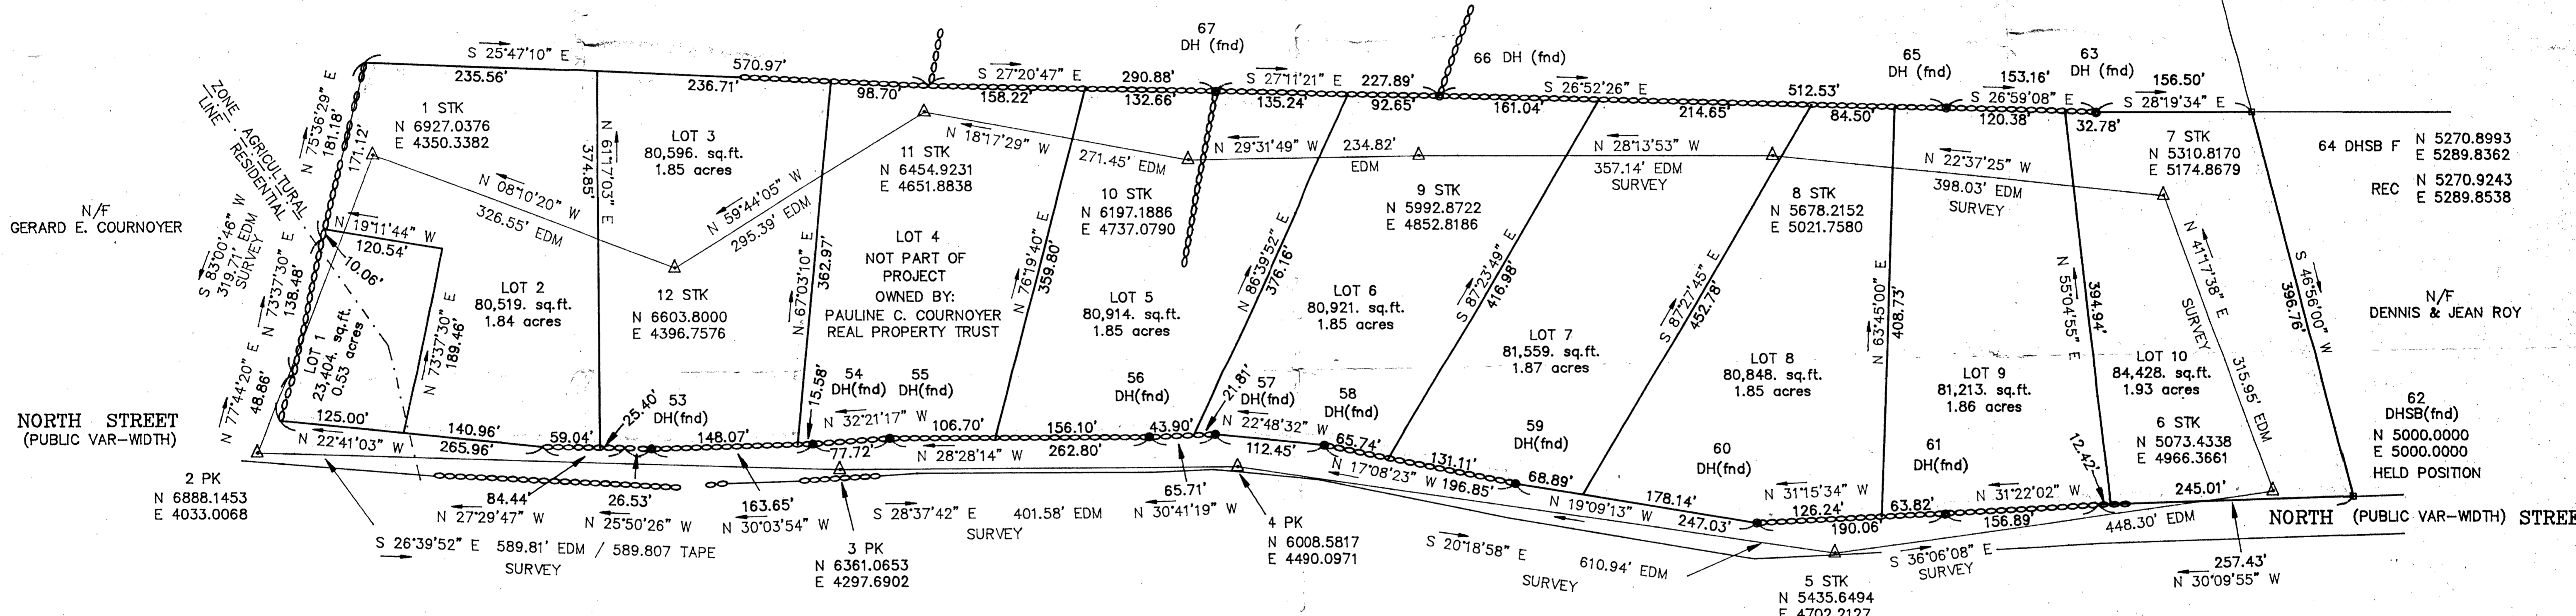 S 25°47'10" E
235.56'
570.97'
236.71'
98.70'
S 27°20'47" E
158.22'
290.88'
132.66'
67
DH (fnd)
S 27°11'21" E
135.24'
227.89'
92.65'
66 DH (fnd)
S 26°52'26" E
161.04'
512.53'
214.65'
84.50'
65
DH (fnd)
153.16'
S 26°59'08" E
120.38'
63
DH (fnd)
32.78'
156.50'
S 28°19'34" E
ZONE LINE
AGRICULTURAL
RESIDENTIAL
N 75°36'29" E
181.18'
171.12'
1 STK
N 6927.0376
E 4350.3382
N 61°17'03" E
374.85'
LOT 3
80,596. sq.ft.
1.85 acres
11 STK
N 6454.9231
E 4651.8838
N 18°17'29" W
271.45' EDM
N 29°31'49" W
234.82'
EDM
N 28°13'53" W
357.14' EDM
SURVEY
N 22°37'25" W
398.03' EDM
SURVEY
7 STK
N 5310.8170
E 5174.8679
64 DHSB F
N 5270.8993
E 5289.8362
REC
N 5270.9243
E 5289.8538
N/F
GERARD E. COURNOYER
S 83°00'46" W
319.71' EDM
SURVEY
N 73°37'30" E
138.48'
N 19°11'44" W
120.54'
10.06'
N 08°10'20" W
326.55' EDM
N 59°44'05" W
295.39' EDM
10 STK
N 6197.1886
E 4737.0790
9 STK
N 5992.8722
E 4852.8186
8 STK
N 5678.2152
E 5021.7580
N 41°17'38" E
SURVEY
315.95' EDM
S 46°56'00" W
396.76'
N/F
DENNIS & JEAN ROY
LOT 1
23,404. sq.ft.
0.53 acres
N 73°37'30" E
189.46'
LOT 2
80,519. sq.ft.
1.84 acres
12 STK
N 6603.8000
E 4396.7576
N 67°03'10" E
362.97'
LOT 4
NOT PART OF
PROJECT
OWNED BY:
PAULINE C. COURNOYER
REAL PROPERTY TRUST
N 76°19'40" E
359.80'
LOT 5
80,914. sq.ft.
1.85 acres
N 86°39'52" E
376.16'
LOT 6
80,921. sq.ft.
1.85 acres
S 87°23'49" E
416.98'
LOT 7
81,559. sq.ft.
1.87 acres
S 87°27'45" E
452.78'
LOT 8
80,848. sq.ft.
1.85 acres
N 63°45'00" E
408.73'
LOT 9
81,213. sq.ft.
1.86 acres
N 55°04'55" E
394.94'
LOT 10
84,428. sq.ft.
1.93 acres
6 STK
N 5073.4338
E 4966.3661
62
DHSB(fnd)
N 5000.0000
E 5000.0000
HELD POSITION
NORTH STREET
(PUBLIC VAR-WIDTH)
N 77°44'20" E
48.86'
125.00'
N 22°41'03" W
140.96'
265.96'
59.04'
25.40'
53
DH(fnd)
148.07'
15.58'
54
DH(fnd)
55
DH(fnd)
N 32°21'17" W
77.72'
106.70'
N 28°28'14" W
156.10'
262.80'
56
DH(fnd)
43.90'
21.81'
57
DH(fnd)
N 22°48'32" W
112.45'
58
DH(fnd)
65.74'
131.11'
N 17°08'23" W 196.85'
59
DH(fnd)
68.89'
N 19°09'13" W
178.14'
247.03'
60
DH(fnd)
N 31°15'34" W
126.24'
190.06'
63.82'
61
DH(fnd)
N 31°22'02" W
156.89'
12.42'
245.01'
448.30' EDM
NORTH (PUBLIC VAR-WIDTH) STREE
2 PK
N 6888.1453
E 4033.0068
84.44'
N 27°29'47" W
26.53'
N 25°50'26" W
163.65'
N 30°03'54" W
S 26°39'52" E 589.81' EDM / 589.807 TAPE
SURVEY
3 PK
N 6361.0653
E 4297.6902
S 28°37'42" E 401.58' EDM
SURVEY
65.71'
N 30°41'19" W
4 PK
N 6008.5817
E 4490.0971
S 20°18'58" E 610.94' EDM
SURVEY
5 STK
N 5435.6494
E 4702.2127
S 36°06'08" E
SURVEY
257.43'
N 30°09'55" W